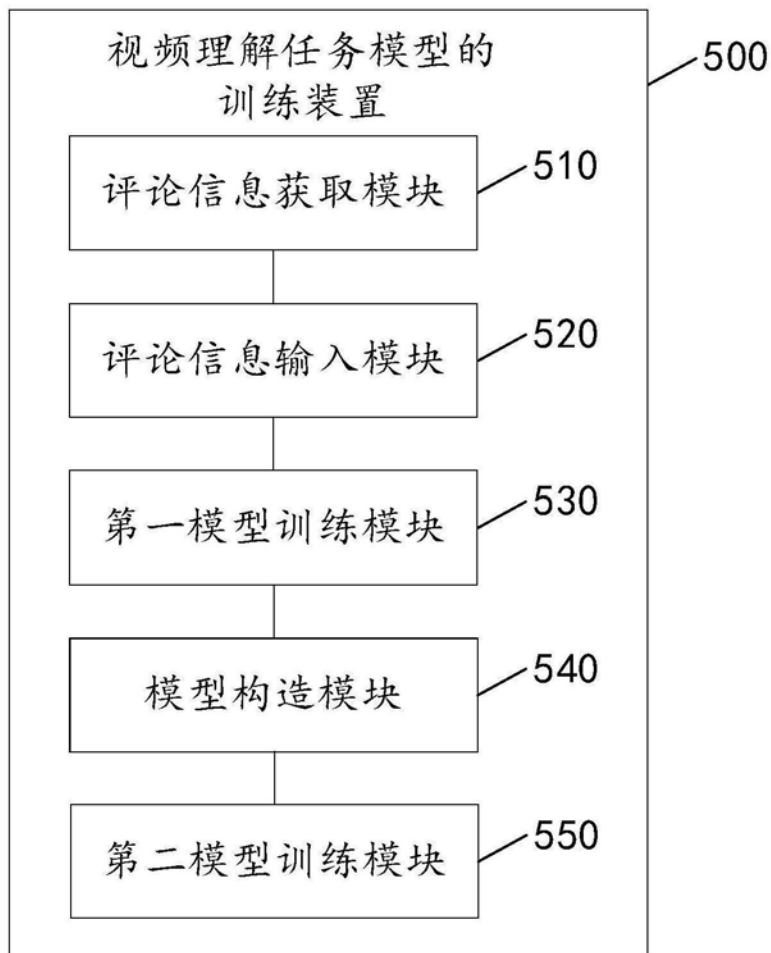 视频理解任务模型的
训练装置
500
评论信息获取模块
510
评论信息输入模块
520
第一模型训练模块
530
模型构造模块
540
第二模型训练模块
550